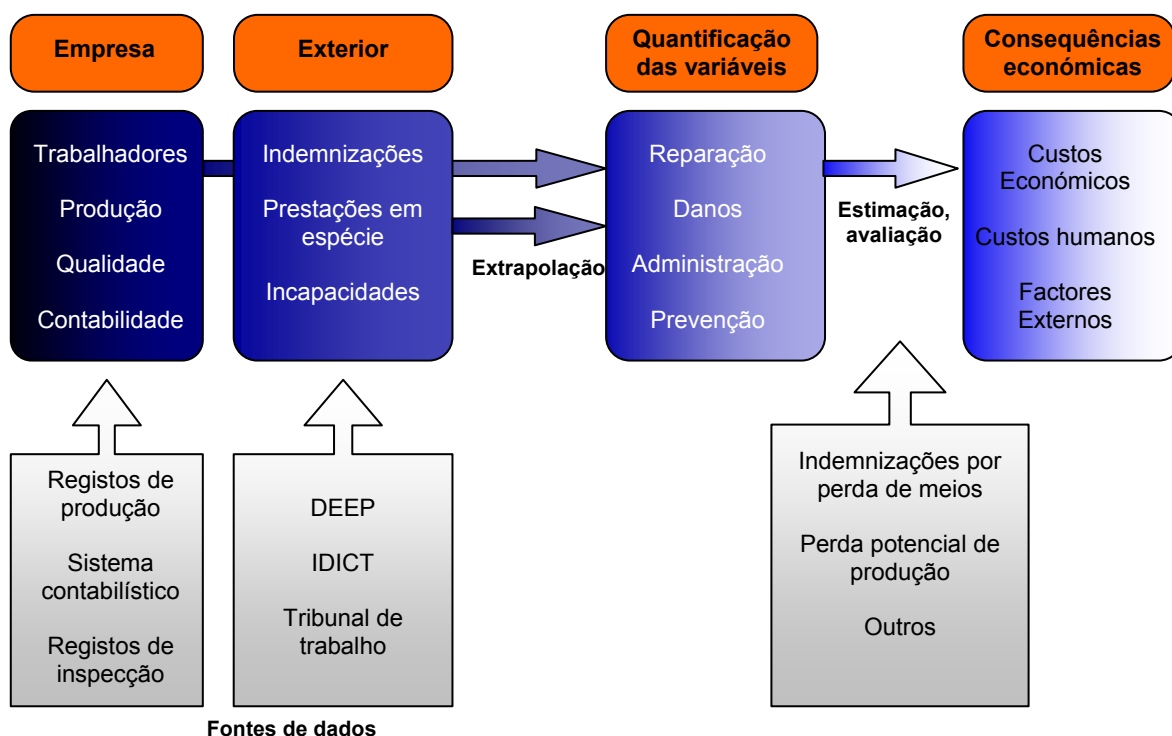 Empresa
Exterior
Quantificação
das variáveis
Consequências
económicas
Trabalhadores
Produção
Qualidade
Contabilidade
Indemnizações
Prestações em
espécie
Incapacidades
Extrapolação
Reparação
Danos
Administração
Prevenção
Estimação,
avaliação
Custos
Económicos
Custos humanos
Factores
Externos
Registos de
produção
Sistema
contabilístico
Registos de
inspecção
DEEP
IDICT
Tribunal de
trabalho
Indemnizações por
perda de meios
Perda potencial de
produção
Outros
Fontes de dados